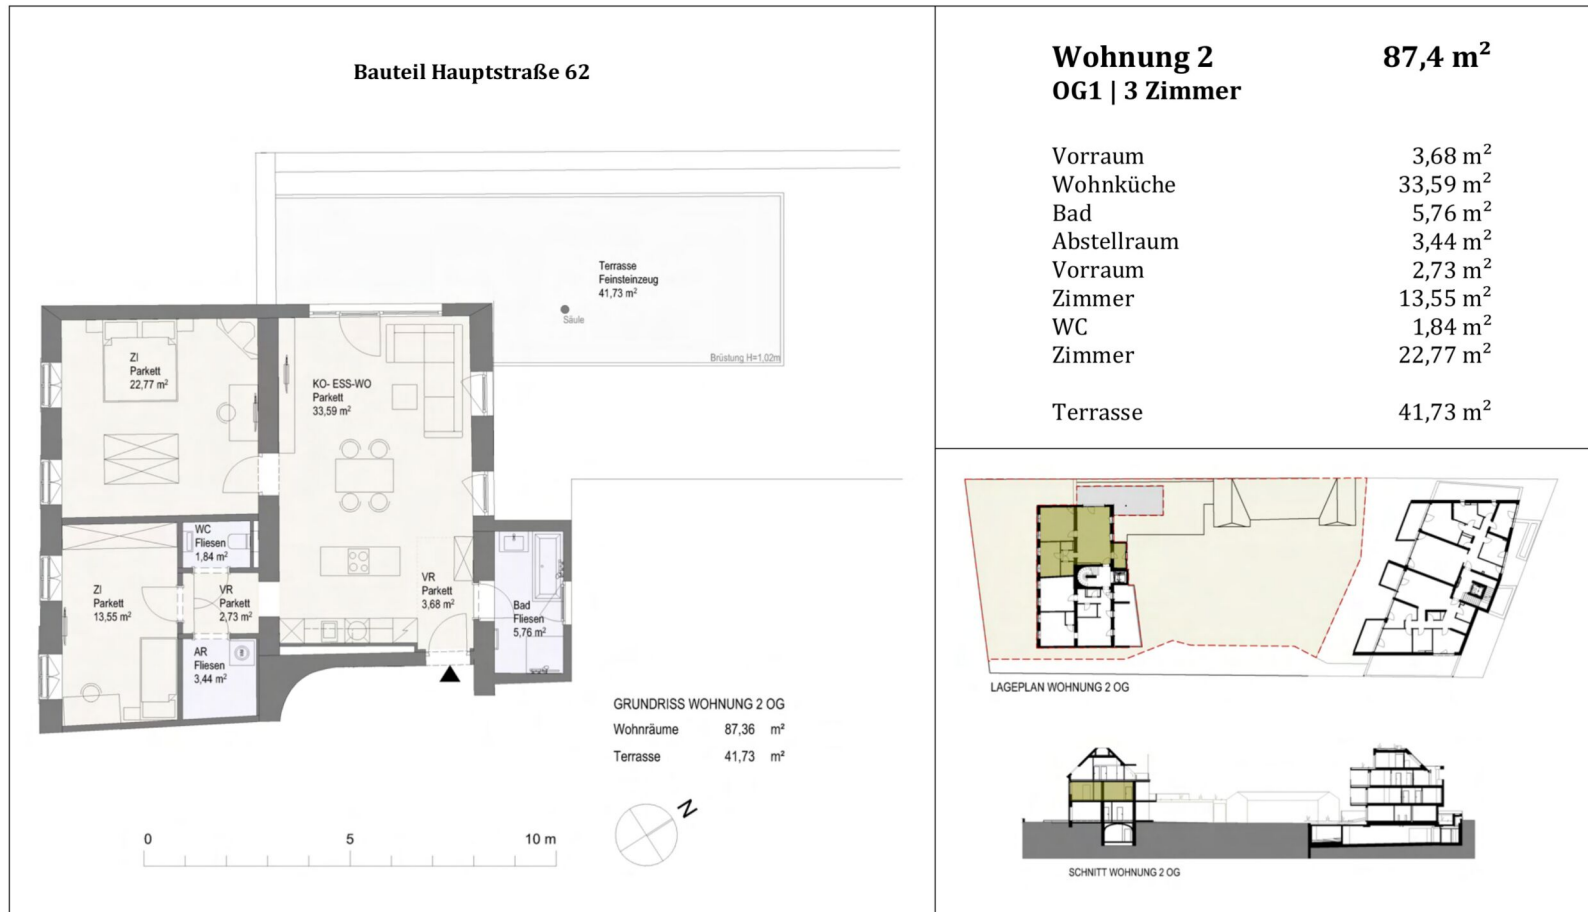 Bauteil Hauptstraße 62
Terrasse
Feinsteinzeug
41,73 m²
Säule
Brüstung H=1,02m
ZI
Parkett
22,77 m²
KO- ESS-WO
Parkett
33,59 m²
WC
Fliesen
1,84 m²
ZI
Parkett
13,55 m²
VR
Parkett
2,73 m²
VR
Parkett
3,68 m²
Bad
Fliesen
5,76 m²
AR
Fliesen
3,44 m²
GRUNDRISS WOHNUNG 2 OG
Wohnräume 87,36 m²
Terrasse 41,73 m²
N
0 5 10 m
Wohnung 2 87,4 m²
OG1 | 3 Zimmer
Vorraum 3,68 m²
Wohnküche 33,59 m²
Bad 5,76 m²
Abstellraum 3,44 m²
Vorraum 2,73 m²
Zimmer 13,55 m²
WC 1,84 m²
Zimmer 22,77 m²
Terrasse 41,73 m²
LAGEPLAN WOHNUNG 2 OG
SCHNITT WOHNUNG 2 OG